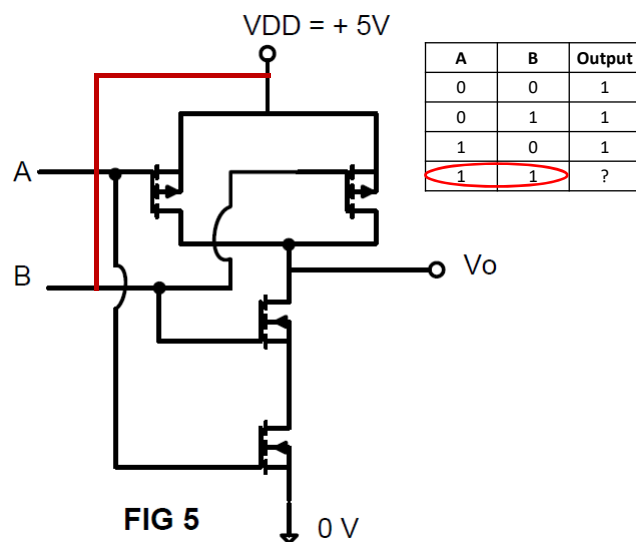 VDD = + 5V
A B Output
0 0 1
0 1 1
1 0 1
1 1 ?
A
B
Vo
FIG 5
0 V